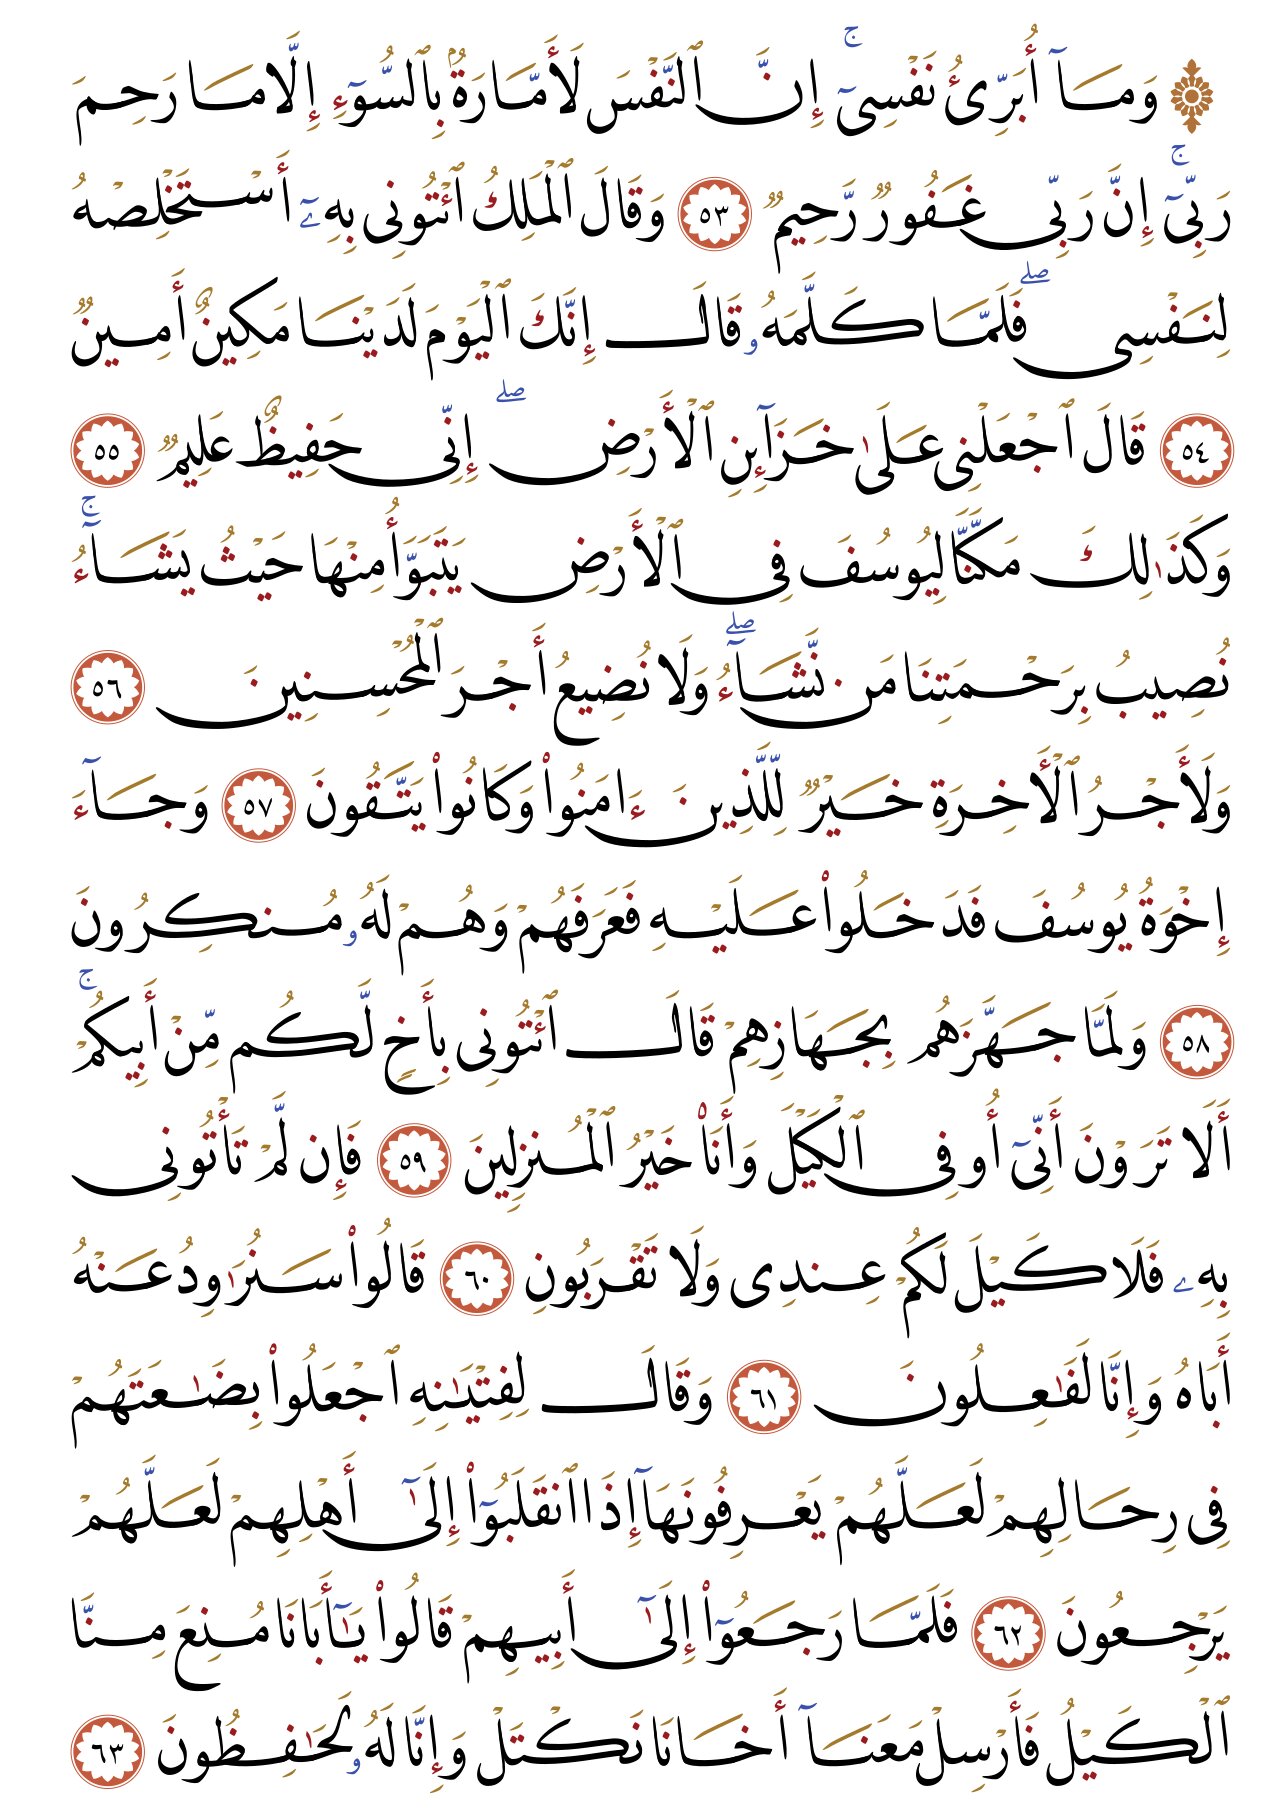 ۞ وَمَآ أُبَرِّئُ نَفْسِىٓ ۚ إِنَّ ٱلنَّفْسَ لَأَمَّارَةٌۢ بِٱلسُّوٓءِ إِلَّا مَا رَحِمَ
رَبِّىٓ ۚ إِنَّ رَبِّى غَفُورٌ رَّحِيمٌ ٥٣ وَقَالَ ٱلْمَلِكُ ٱئْتُونِى بِهِۦٓ أَسْتَخْلِصْهُ
لِنَفْسِى ۖ فَلَمَّا كَلَّمَهُۥ قَالَ إِنَّكَ ٱلْيَوْمَ لَدَيْنَا مَكِينٌ أَمِينٌ
٥٤ قَالَ ٱجْعَلْنِى عَلَىٰ خَزَآئِنِ ٱلْأَرْضِ ۖ إِنِّى حَفِيظٌ عَلِيمٌ ٥٥
وَكَذَٰلِكَ مَكَّنَّا لِيُوسُفَ فِى ٱلْأَرْضِ يَتَبَوَّأُ مِنْهَا حَيْثُ يَشَآءُ ۚ
نُصِيبُ بِرَحْمَتِنَا مَن نَّشَآءُ ۖ وَلَا نُضِيعُ أَجْرَ ٱلْمُحْسِنِينَ ٥٦
وَلَأَجْرُ ٱلْأَخِرَةِ خَيْرٌ لِّلَّذِينَ ءَامَنُوا۟ وَكَانُوا۟ يَتَّقُونَ ٥٧ وَجَآءَ
إِخْوَةُ يُوسُفَ فَدَخَلُوا۟ عَلَيْهِ فَعَرَفَهُمْ وَهُمْ لَهُۥ مُنكِرُونَ
٥٨ وَلَمَّا جَهَّزَهُم بِجَهَازِهِمْ قَالَ ٱئْتُونِى بِأَخٍ لَّكُم مِّنْ أَبِيكُمْ ۚ
أَلَا تَرَوْنَ أَنِّىٓ أُوفِى ٱلْكَيْلَ وَأَنَا۠ خَيْرُ ٱلْمُنزِلِينَ ٥٩ فَإِن لَّمْ تَأْتُونِى
بِهِۦ فَلَا كَيْلَ لَكُمْ عِندِى وَلَا تَقْرَبُونِ ٦٠ قَالُوا۟ سَنُرَٰوِدُ عَنْهُ
أَبَاهُ وَإِنَّا لَفَٰعِلُونَ ٦١ وَقَالَ لِفِتْيَٰنِهِ ٱجْعَلُوا۟ بِضَٰعَتَهُمْ
فِى رِحَالِهِمْ لَعَلَّهُمْ يَعْرِفُونَهَآ إِذَا ٱنقَلَبُوٓا۟ إِلَىٰٓ أَهْلِهِمْ لَعَلَّهُمْ
يَرْجِعُونَ ٦٢ فَلَمَّا رَجَعُوٓا۟ إِلَىٰٓ أَبِيهِمْ قَالُوا۟ يَٰٓأَبَانَا مُنِعَ مِنَّا
ٱلْكَيْلُ فَأَرْسِلْ مَعَنَآ أَخَانَا نَكْتَلْ وَإِنَّا لَهُۥ لَحَٰفِظُونَ ٦٣